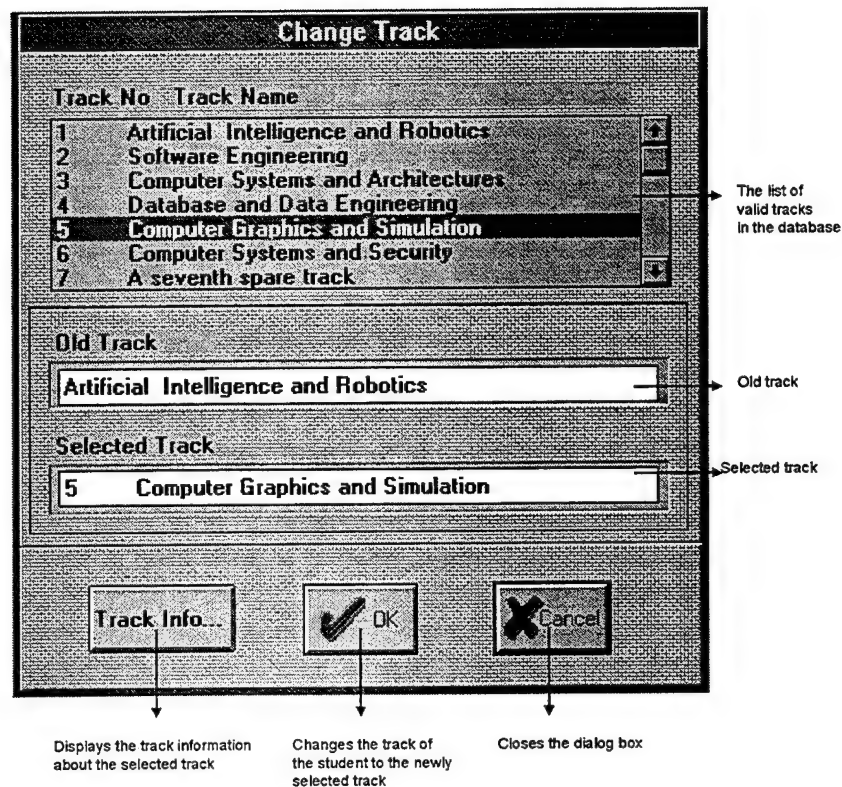 Change Track
Track No Track Name
1 Artificial Intelligence and Robotics
2 Software Engineering
3 Computer Systems and Architectures
4 Database and Data Engineering
5 Computer Graphics and Simulation
6 Computer Systems and Security
7 A seventh spare track
The list of
valid tracks
in the database
Old Track
Artificial Intelligence and Robotics
Old track
Selected Track
5 Computer Graphics and Simulation
Selected track
Track Info...
OK
Cancel
Displays the track information
about the selected track
Changes the track of
the student to the newly
selected track
Closes the dialog box